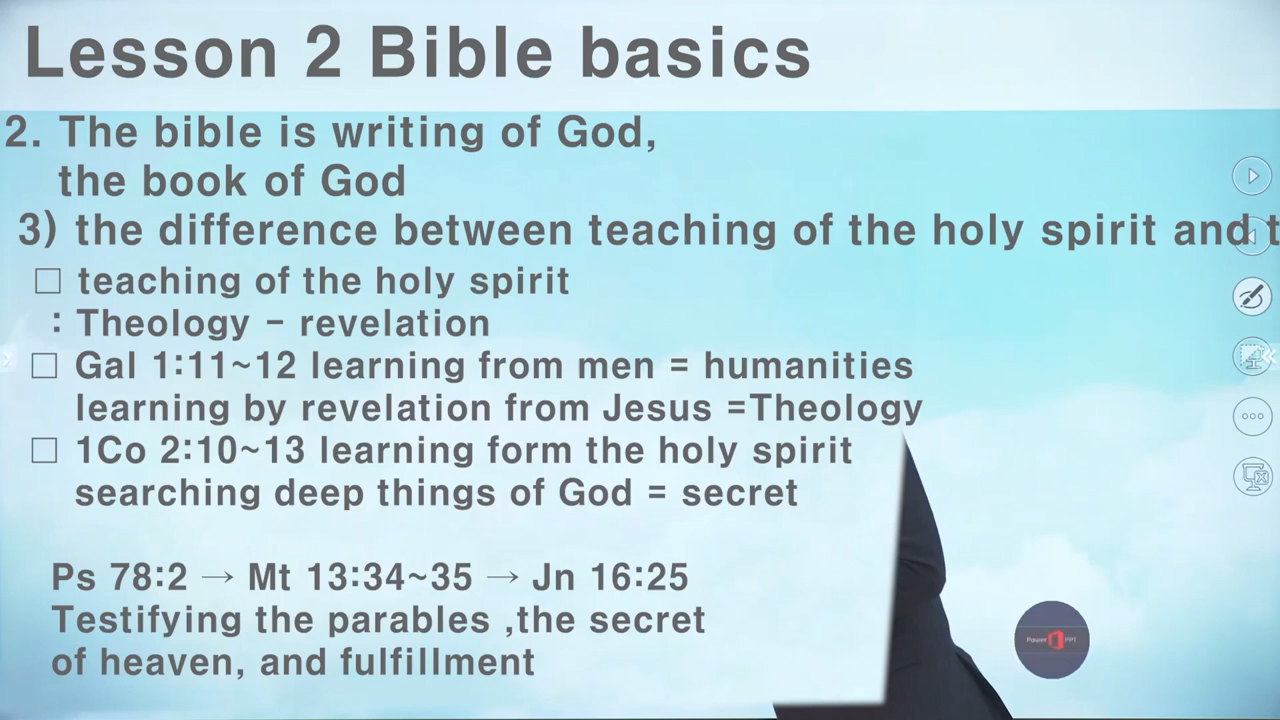 Lesson 2 Bible basics
2. The bible is writing of God,
the book of God
3) the difference between teaching of the holy spirit and t
□ teaching of the holy spirit
: Theology - revelation
□ Gal 1:11~12 learning from men = humanities
learning by revelation from Jesus =Theology
□ 1Co 2:10~13 learning form the holy spirit
searching deep things of God = secret
Ps 78:2 → Mt 13:34~35 → Jn 16:25
Testifying the parables ,the secret
of heaven, and fulfillment
Power PPT